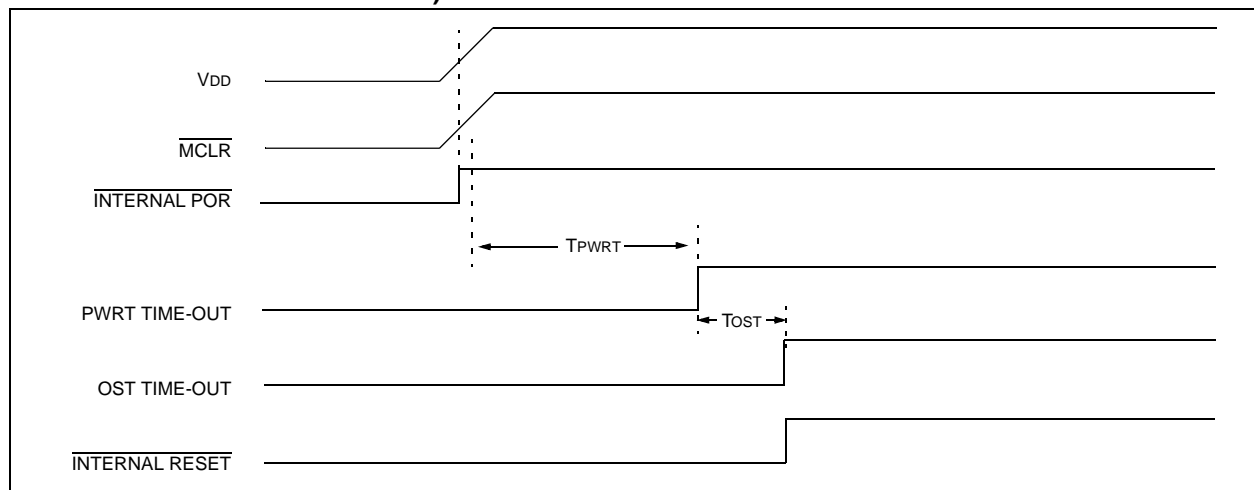 )
VDD
MCLR
INTERNAL POR
TPWRT
PWRT TIME-OUT
TOST
OST TIME-OUT
INTERNAL RESET